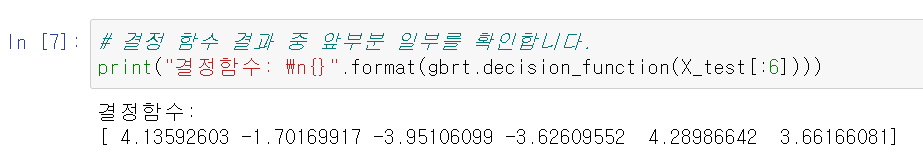 In [7]:
# 결정 함수 결과 중 앞부분 일부를 확인합니다.
print("결정함수: ₩n{}".format(gbrt.decision_function(X_test[:6])))
결정함수:
[ 4.13592603 -1.70169917 -3.95106099 -3.62609552  4.28986642  3.66166081]